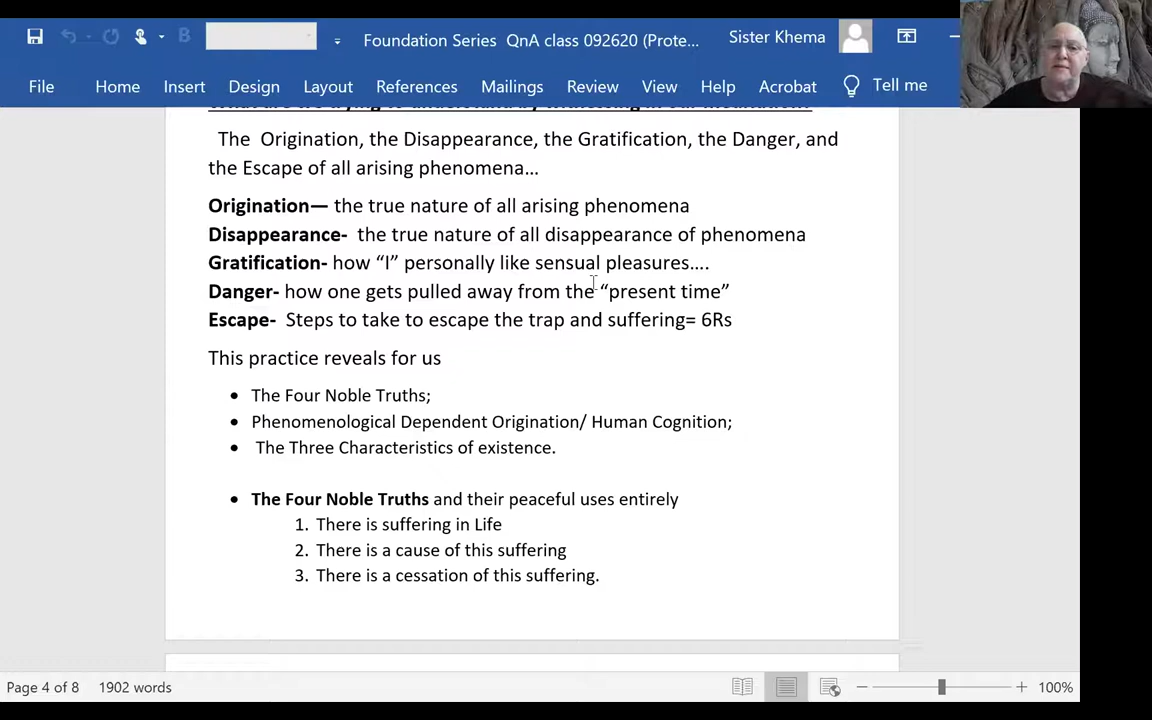 Foundation Series QnA class 092620 (Prote...
Sister Khema
File Home Insert Design Layout References Mailings Review View Help Acrobat Tell me
The Origination, the Disappearance, the Gratification, the Danger, and
the Escape of all arising phenomena...
Origination— the true nature of all arising phenomena
Disappearance- the true nature of all disappearance of phenomena
Gratification- how “I” personally like sensual pleasures….
Danger- how one gets pulled away from the “present time”
Escape- Steps to take to escape the trap and suffering= 6Rs
This practice reveals for us
• The Four Noble Truths;
• Phenomenological Dependent Origination/ Human Cognition;
• The Three Characteristics of existence.
• The Four Noble Truths and their peaceful uses entirely
1. There is suffering in Life
2. There is a cause of this suffering
3. There is a cessation of this suffering.
Page 4 of 8 1902 words 100%